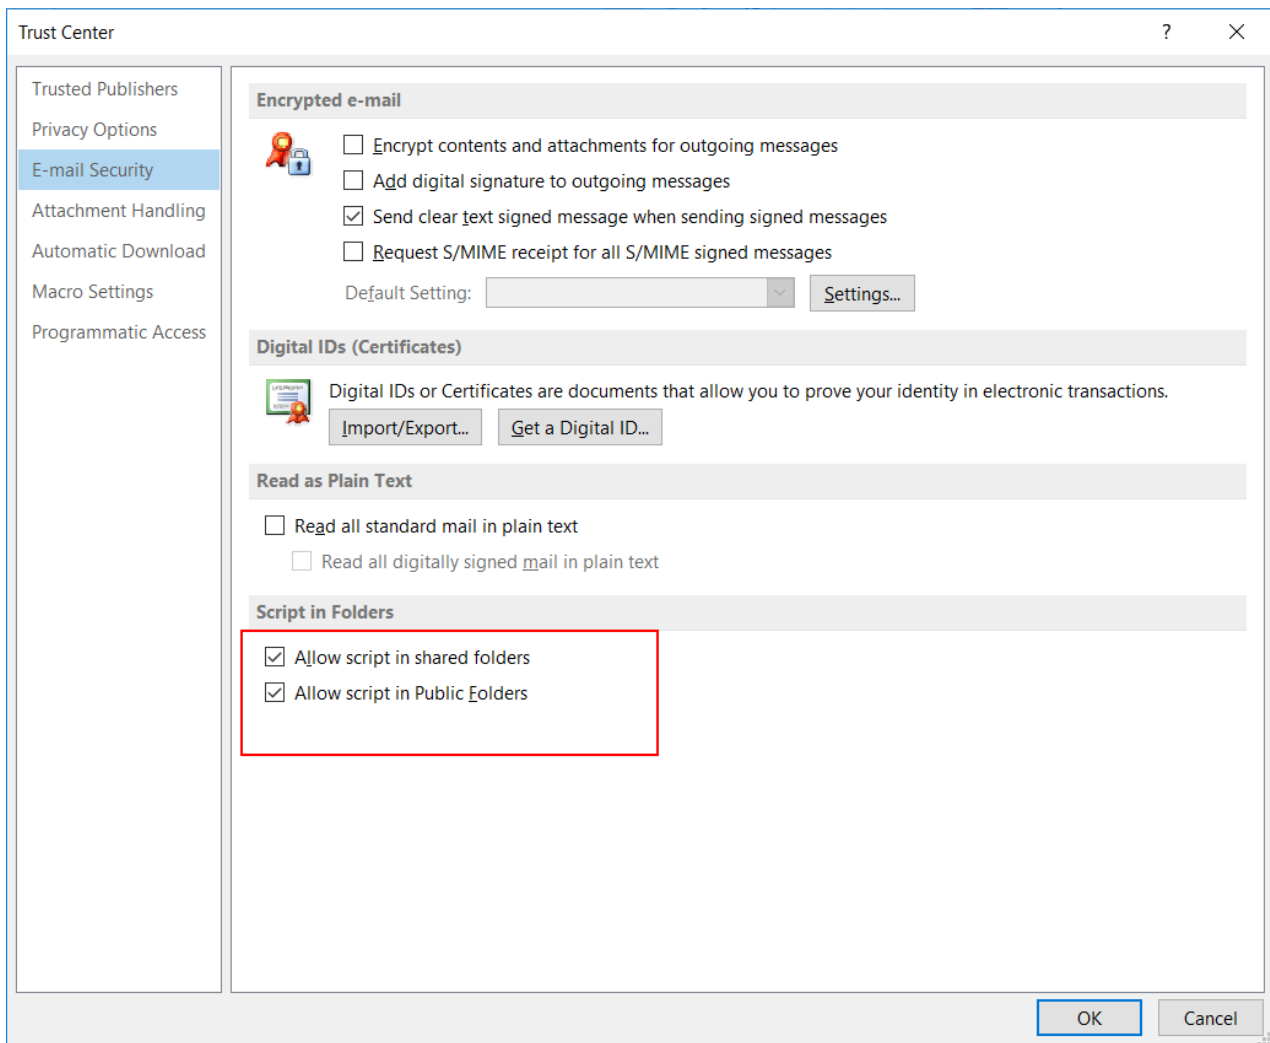 Trust Center
?
Trusted Publishers
Privacy Options
E-mail Security
Attachment Handling
Automatic Download
Macro Settings
Programmatic Access
Encrypted e-mail
Encrypt contents and attachments for outgoing messages
Add digital signature to outgoing messages
Send clear text signed message when sending signed messages
Request S/MIME receipt for all S/MIME signed messages
Default Setting:
Settings...
Digital IDs (Certificates)
Digital IDs or Certificates are documents that allow you to prove your identity in electronic transactions.
Import/Export...
Get a Digital ID...
Read as Plain Text
Read all standard mail in plain text
Read all digitally signed mail in plain text
Script in Folders
Allow script in shared folders
Allow script in Public Folders
OK
Cancel